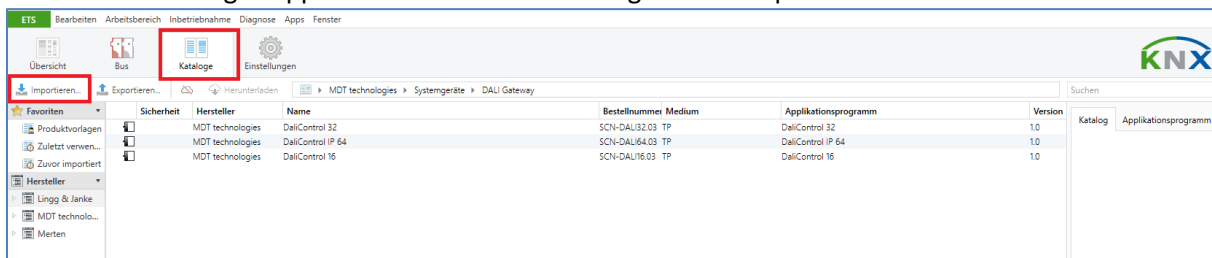 ETS Bearbeiten Arbeitsbereich Inbetriebnahme Diagnose Apps Fenster
Übersicht Bus Kataloge Einstellungen
KNX
Importieren... Exportieren... Herunterladen MDT technologies Systemgeräte DALI Gateway Suchen
Favoriten Sicherheit Hersteller Name Bestellnummer Medium Applikationsprogramm Version Katalog Applikationsprogramm
Produktvorlagen MDT technologies DaliControl 32 SCN-DALI32.03 TP DaliControl 32 1.0
Zuletzt verwen... MDT technologies DaliControl IP 64 SCN-DALI64.03 TP DaliControl IP 64 1.0
Zuvor importiert MDT technologies DaliControl 16 SCN-DALI16.03 TP DaliControl 16 1.0
Hersteller
Lingg & Janke
MDT technolo...
Merten